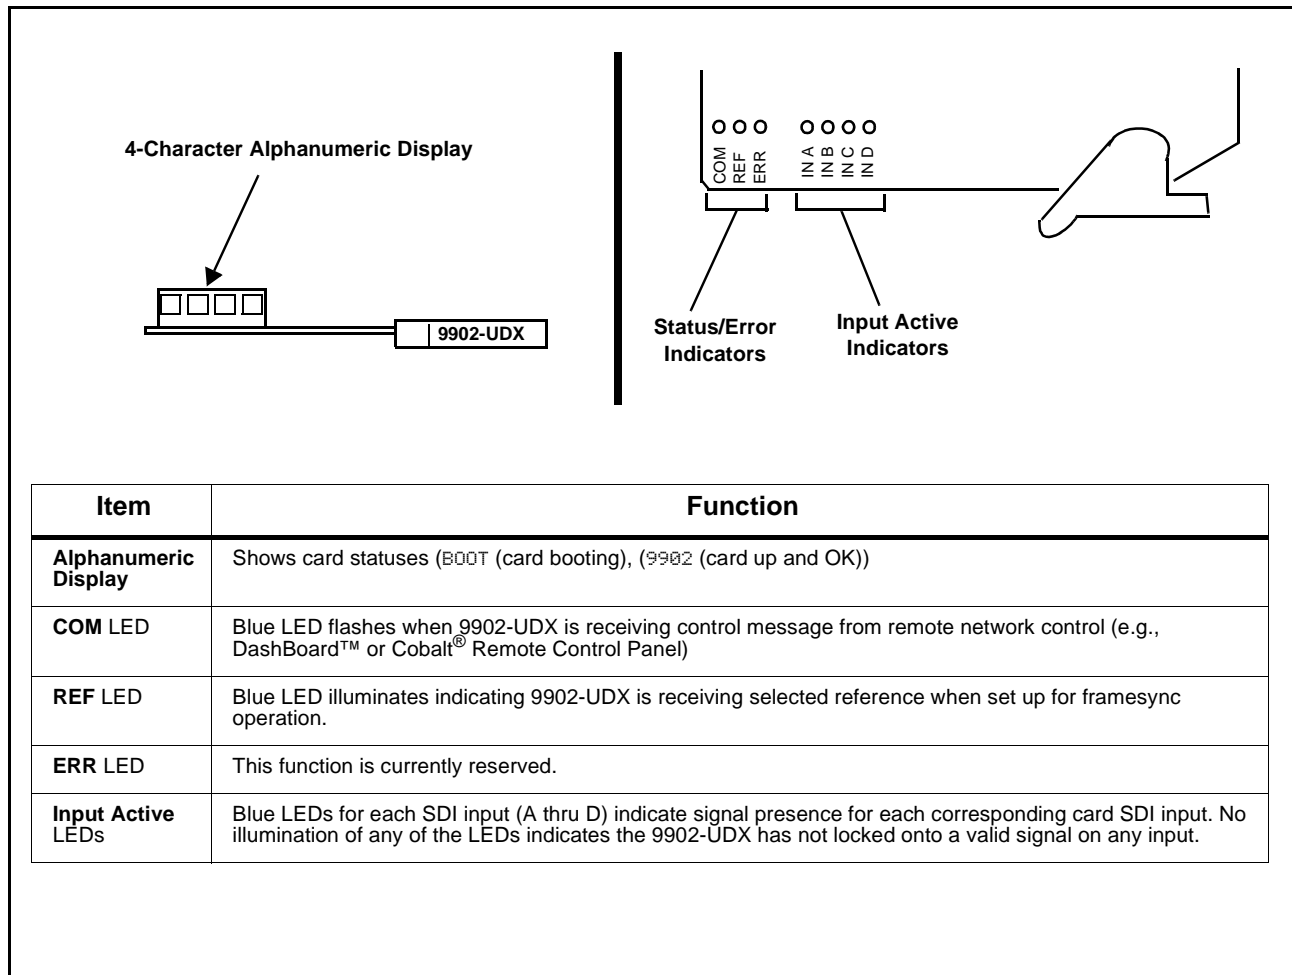 4-Character Alphanumeric Display
9902-UDX
COM
REF
ERR
IN A
IN B
IN C
IN D
Status/Error
Indicators
Input Active
Indicators
Item
Function
Alphanumeric
Display
Shows card statuses (BOOT (card booting), (9902 (card up and OK))
COM LED
Blue LED flashes when 9902-UDX is receiving control message from remote network control (e.g.,
DashBoard™ or Cobalt® Remote Control Panel)
REF LED
Blue LED illuminates indicating 9902-UDX is receiving selected reference when set up for framesync
operation.
ERR LED
This function is currently reserved.
Input Active
LEDs
Blue LEDs for each SDI input (A thru D) indicate signal presence for each corresponding card SDI input. No
illumination of any of the LEDs indicates the 9902-UDX has not locked onto a valid signal on any input.